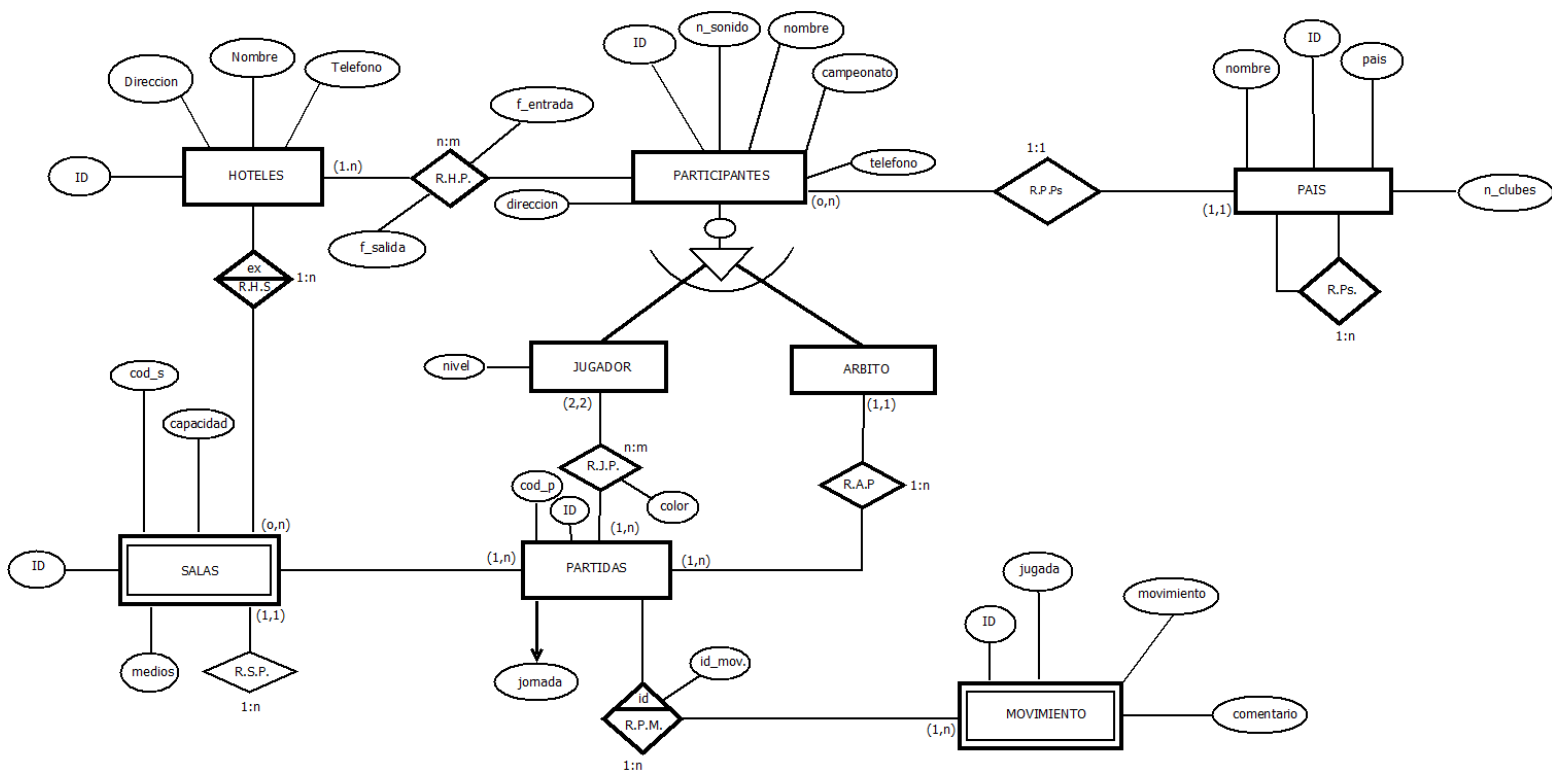 ID
n_sonido
nombre
ID
Nombre
Telefono
Direccion
campeonato
nombre
pais
f_entrada
n:m
1:1
(1.n)
telefono
ID
HOTELES
R.H.P.
PARTICIPANTES
R.P.Ps
PAIS
n_clubes
direccion
(o,n)
(1,1)
f_salida
ex
R.H.S
1:n
R.Ps.
1:n
cod_s
nivel
JUGADOR
ARBITO
(2,2)
(1,1)
capacidad
n:m
R.J.P.
cod_p
R.A.P
1:n
ID
color
(o,n)
(1,n)
(1,n)
(1,n)
ID
SALAS
PARTIDAS
jugada
movimiento
(1,1)
ID
medios
R.S.P.
id_mov.
jornada
id
1:n
R.P.M.
MOVIMIENTO
comentario
(1,n)
1:n